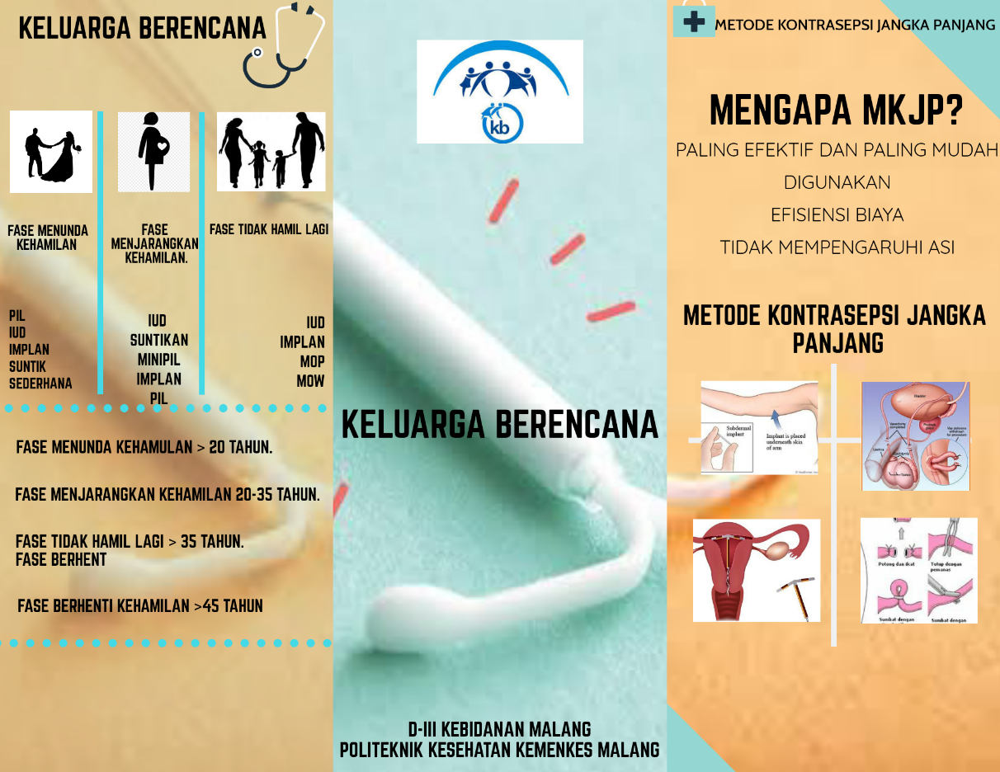 KELUARGA BERENCANA
FASE MENUNDA
KEHAMILAN
FASE
MENJARANGKAN
KEHAMILAN.
FASE TIDAK HAMIL LAGI
PIL
IUD
IMPLAN
SUNTIK
SEDERHANA
IUD
SUNTIKAN
MINIPIL
IMPLAN
PIL
IUD
IMPLAN
MOP
MOW
FASE MENUNDA KEHAMULAN > 20 TAHUN.
FASE MENJARANGKAN KEHAMILAN 20-35 TAHUN.
FASE TIDAK HAMIL LAGI > 35 TAHUN.
FASE BERHENT
FASE BERHENTI KEHAMILAN >45 TAHUN
kb
KELUARGA BERENCANA
D-III KEBIDANAN MALANG
POLITEKNIK KESEHATAN KEMENKES MALANG
METODE KONTRASEPSI JANGKA PANJANG
MENGAPA MKJP?
PALING EFEKTIF DAN PALING MUDAH
DIGUNAKAN
EFISIENSI BIAYA
TIDAK MEMPENGARUHI ASI
METODE KONTRASEPSI JANGKA
PANJANG
Subdermal
implant
Implant is placed
underneath skin
of arm
Bladder
Potong dan ikat
Tutup dengan
pemanas
Sumbat dengan
Sumbat dengan